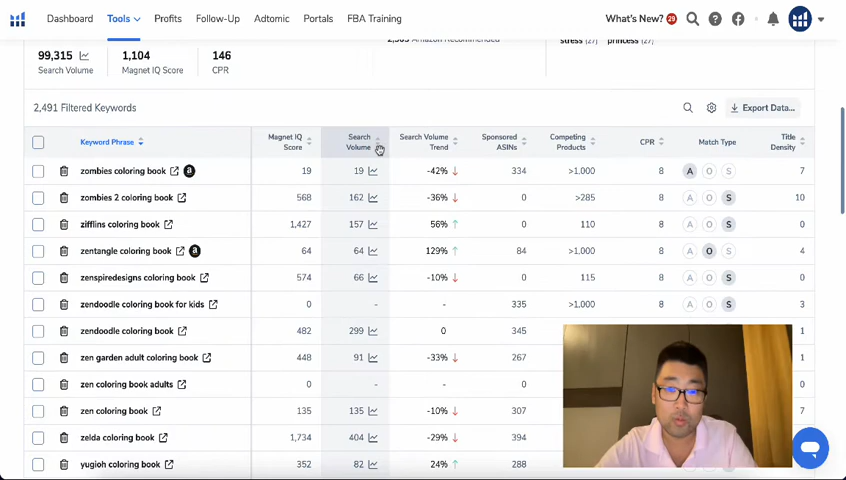 Dashboard Tools Profits Follow-Up Adtomic Portals FBA Training What's New? 29
99,315 1,104 146
Search Volume Magnet IQ Score CPR
Amazon Recommended stress (27) princess (27)
2,491 Filtered Keywords Export Data...
Keyword Phrase Magnet IQ Score Search Volume Search Volume Trend Sponsored ASINs Competing Products CPR Match Type Title Density
zombies coloring book 19 19 -42% 334 >1,000 8 A O S 7
zombies 2 coloring book 568 162 -36% 0 >285 8 A O S 10
zifflins coloring book 1,427 157 56% 0 110 8 A O S 0
zentangle coloring book 64 64 129% 84 >1,000 8 A O S 4
zenspiredesigns coloring book 574 66 -10% 0 115 8 A O S 0
zendoodle coloring book for kids 0 - - 335 >1,000 8 A O S 3
zendoodle coloring book 482 299 0 345 1
zen garden adult coloring book 448 91 -33% 267 1
zen coloring book adults 0 - - 0 0
zen coloring book 135 135 -10% 307 7
zelda coloring book 1,734 404 -29% 394
yugioh coloring book 352 82 24% 288